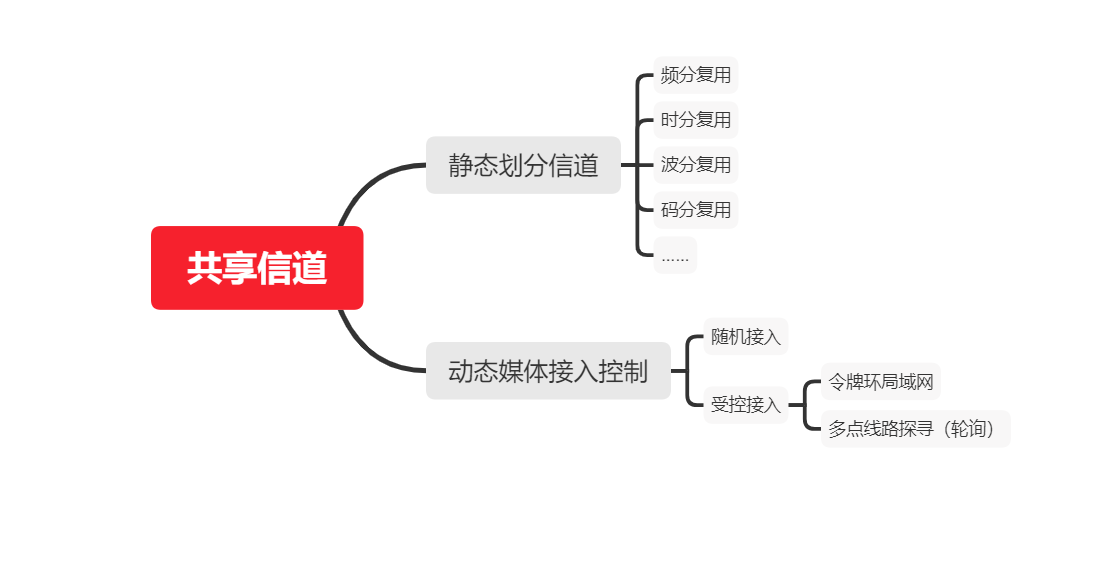 共享信道
静态划分信道
频分复用
时分复用
波分复用
码分复用
……
动态媒体接入控制
随机接入
受控接入
令牌环局域网
多点线路探寻（轮询）